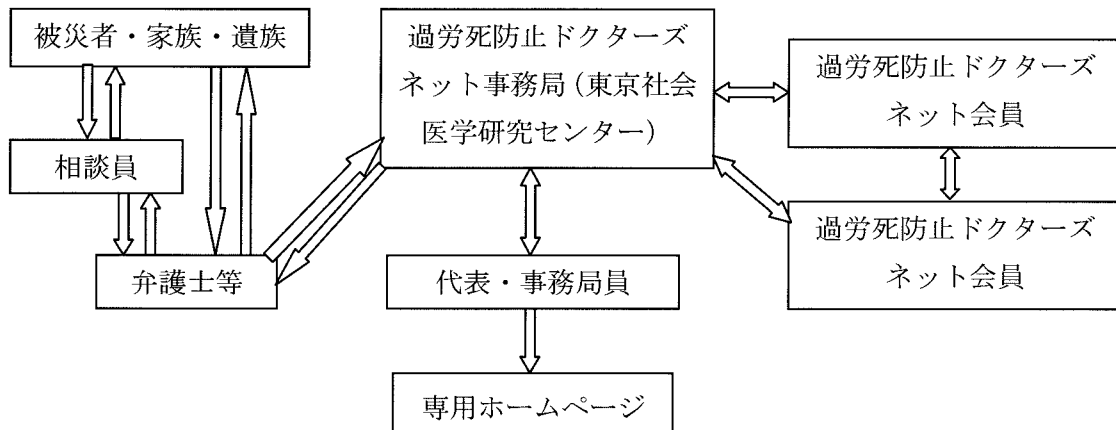 被災者・家族・遺族
相談員
弁護士等
過労死防止ドクターズ
ネット事務局（東京社会
医学研究センター）
代表・事務局員
専用ホームページ
過労死防止ドクターズ
ネット会員
過労死防止ドクターズ
ネット会員